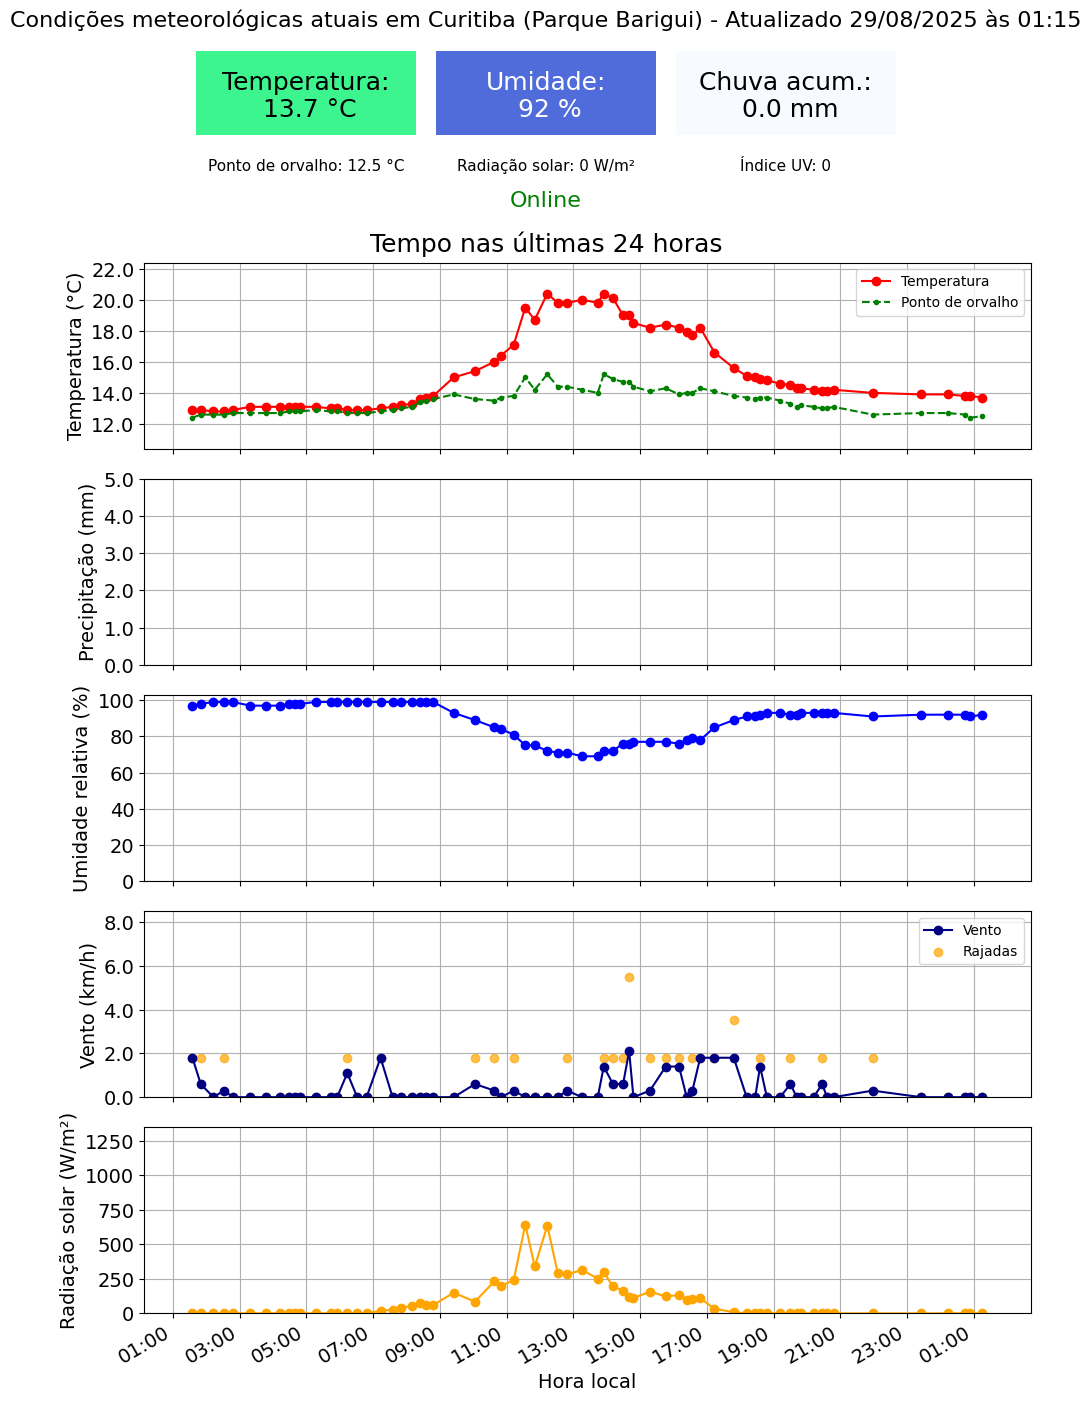 Condições meteorológicas atuais em Curitiba (Parque Barigui) - Atualizado 29/08/2025 às 01:15
Temperatura:
13.7 °C
Umidade:
92 %
Chuva acum.:
0.0 mm
Ponto de orvalho: 12.5 °C
Radiação solar: 0 W/m²
Índice UV: 0
Online
Tempo nas últimas 24 horas
Temperatura (°C)
22.0
20.0
18.0
16.0
14.0
12.0
Temperatura
Ponto de orvalho
Precipitação (mm)
5.0
4.0
3.0
2.0
1.0
0.0
Umidade relativa (%)
100
80
60
40
20
0
Vento (km/h)
8.0
6.0
4.0
2.0
0.0
Vento
Rajadas
Radiação solar (W/m²)
1250
1000
750
500
250
0
01:00
03:00
05:00
07:00
09:00
11:00
13:00
15:00
17:00
19:00
21:00
23:00
01:00
Hora local